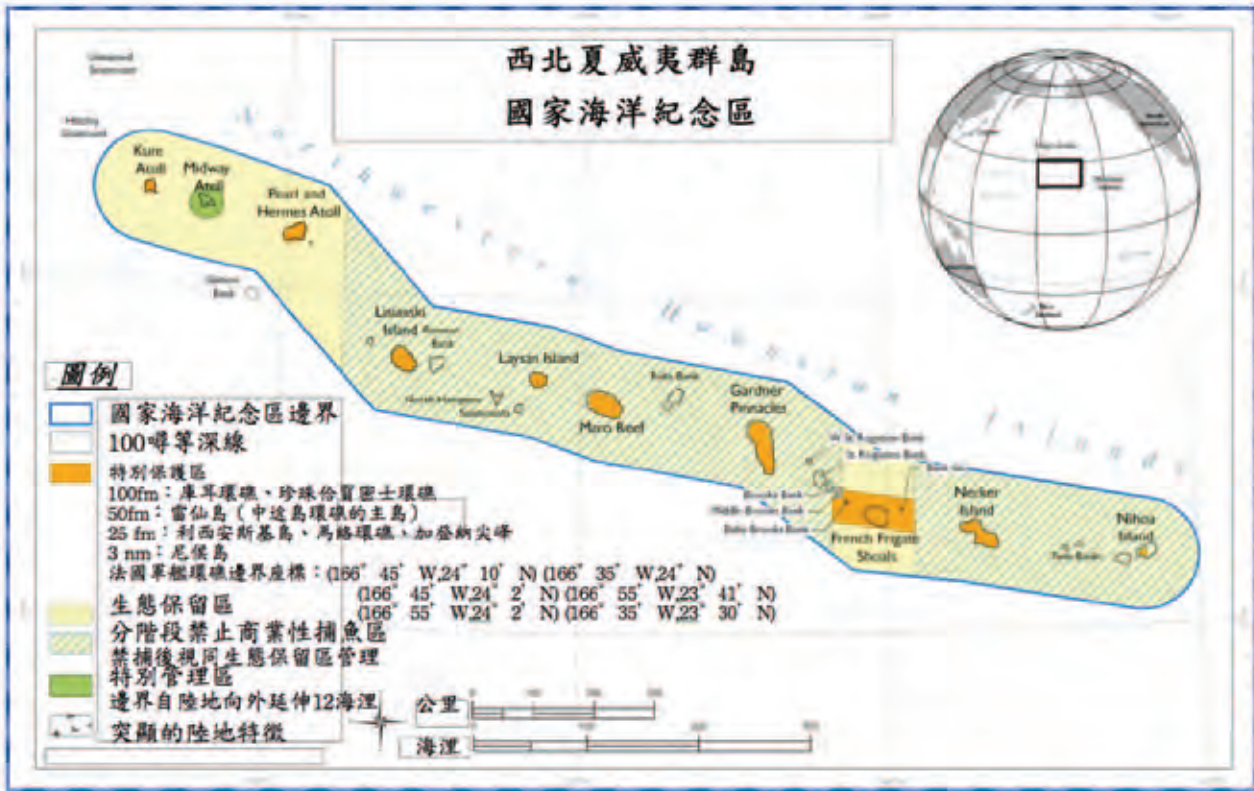 西北夏威夷群島
國家海洋紀念區
Kure
Atoll
Midway
Atoll
Pearl and
Hermes Atoll
Lisianski
Island
Bank
Laysan Island
Maro Reef
Gardner
Pinnacles
French Frigate
Shoals
Necker
Island
Nihoa
Island
圖例
國家海洋紀念區邊界
100噚等深線
特別保護區
100fm：庫耳環礁、珍珠佮賀密士環礁
50fm：雷仙島（中途島環礁的主島）
25 fm：利西安斯基島、馬絡環礁、加登納尖峰
3 nm：尼侯島
法國軍艦環礁邊界座標：(166° 45' W,24° 10' N) (166° 35' W,24° N)
(166° 45' W,24° 2' N) (166° 55' W,23° 41' N)
(166° 55' W,24° 2' N) (166° 35' W,23° 30' N)
生態保留區
分階段禁止商業性捕魚區
禁捕後視同生態保留區管理
特別管理區
邊界自陸地向外延伸12海浬
突顯的陸地特徵
公里
海浬